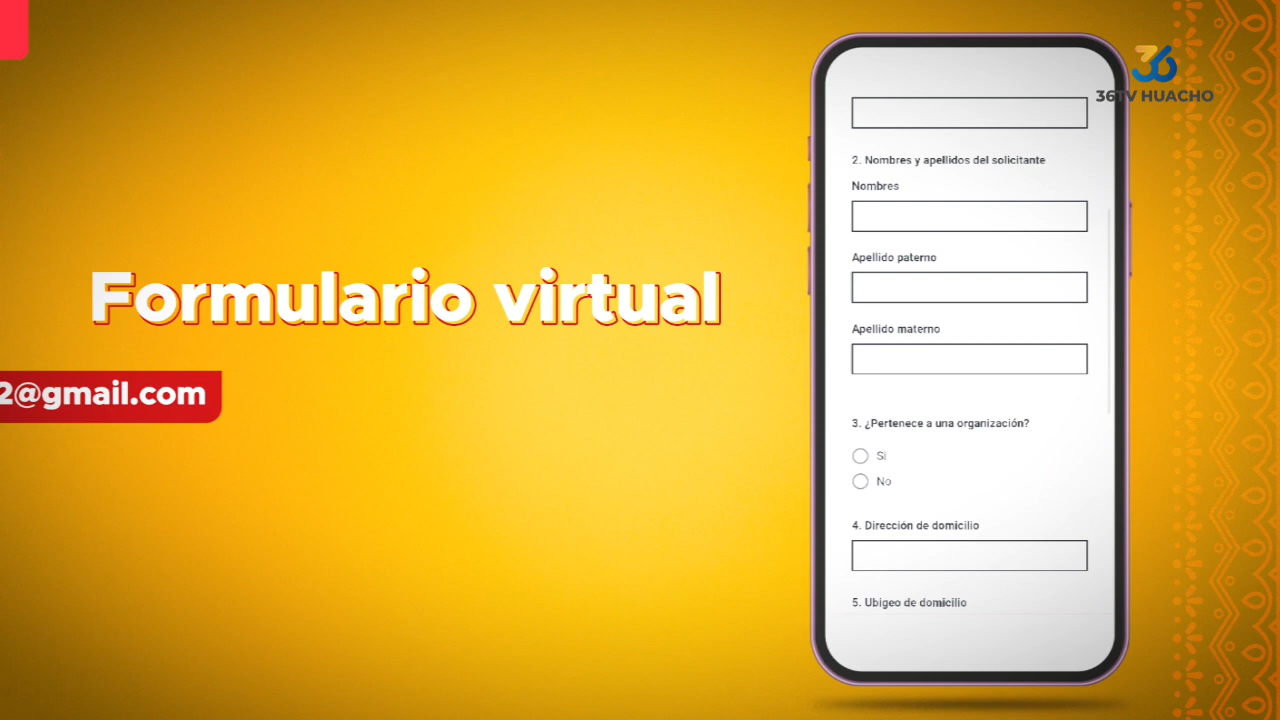 Formulario virtual
2@gmail.com
36
36TV HUACHO
2. Nombres y apellidos del solicitante
Nombres
Apellido paterno
Apellido materno
3. ¿Pertenece a una organización?
Si
No
4. Dirección de domicilio
5. Ubigeo de domicilio